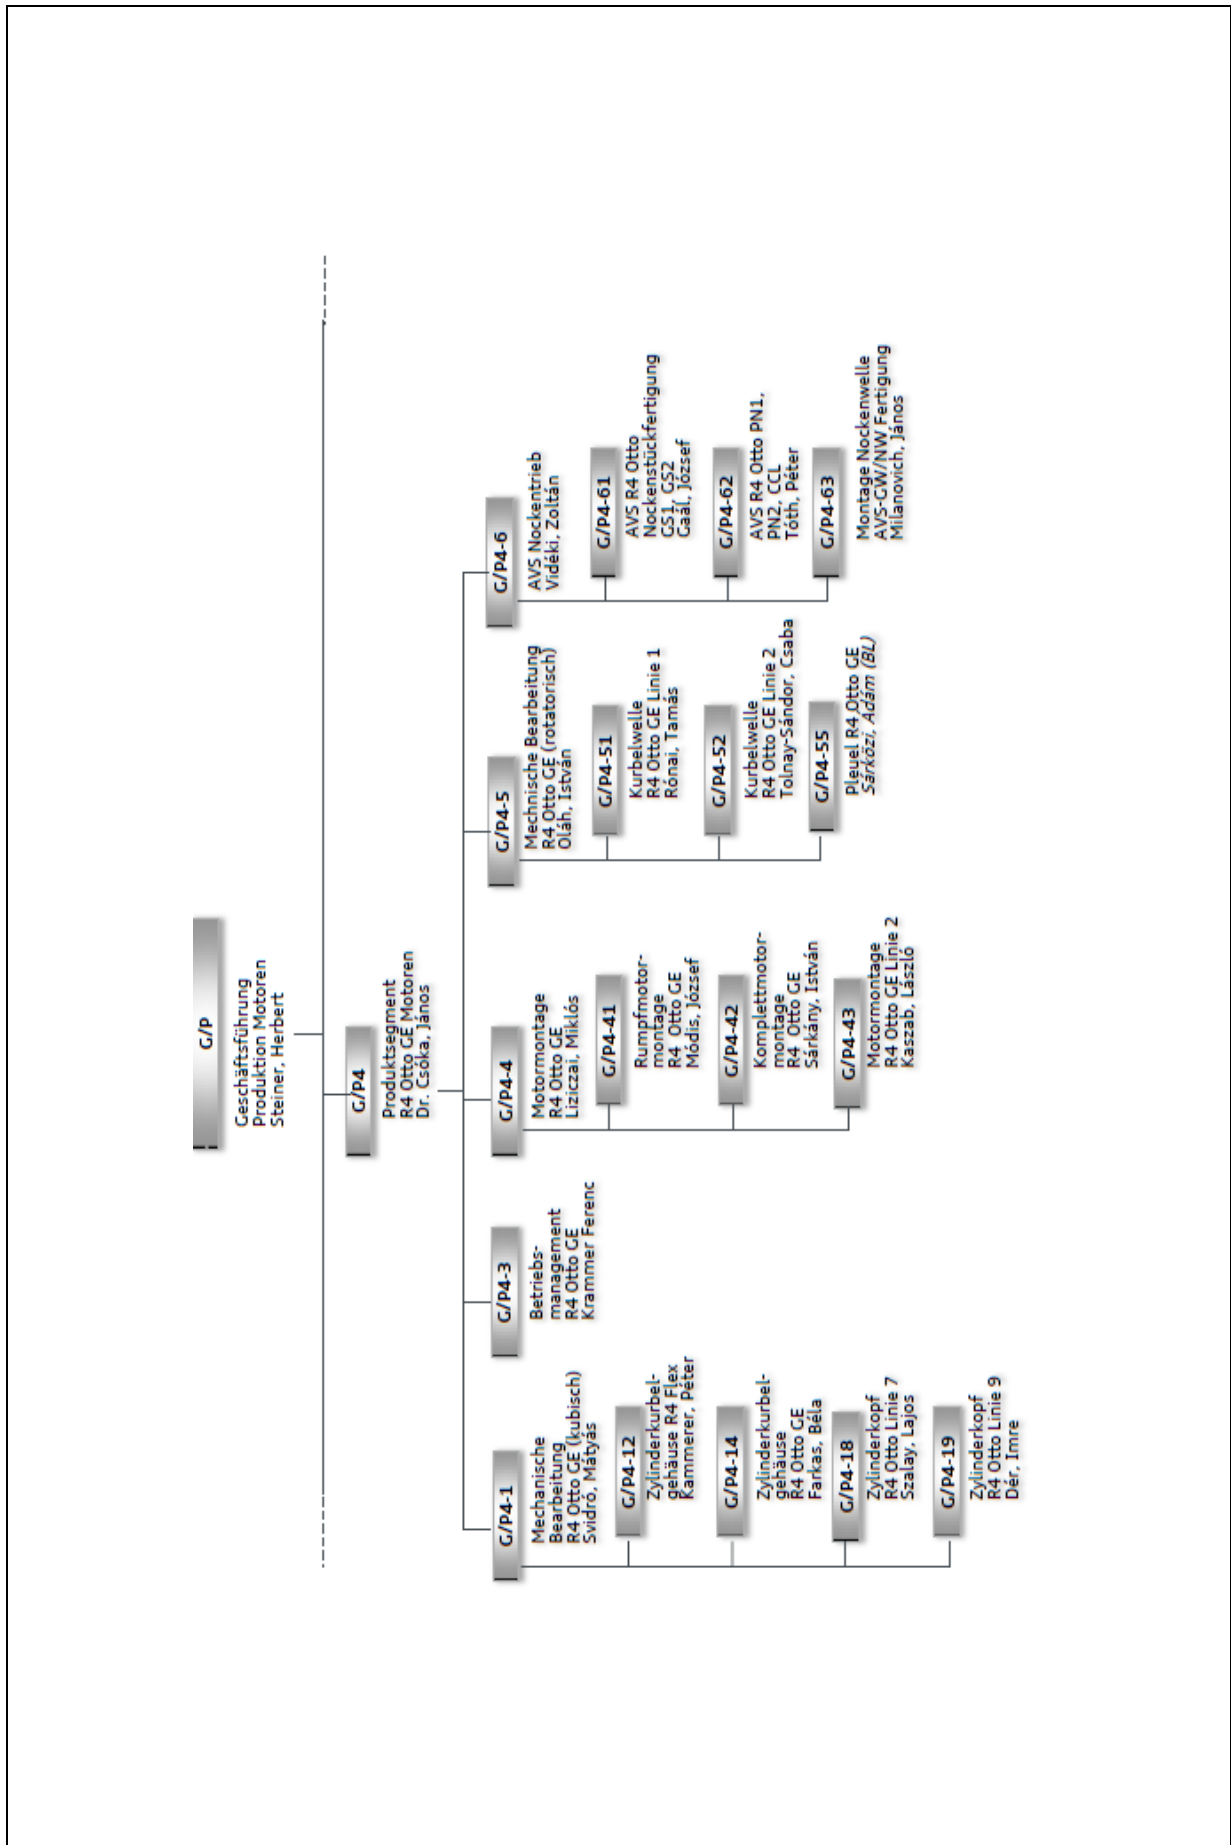 G/P
Geschäftsführung
Produktion Motoren
Steiner, Herbert
G/P4
Produktsegment
R4 Otto GE Motoren
Dr. Csóka, János
G/P4-1
Mechanische
Bearbeitung
R4 Otto GE (kubisch)
Svidró, Mátyás
G/P4-12
Zylinderkurbel-
gehäuse R4 Flex
Kammerer, Péter
G/P4-14
Zylinderkurbel-
gehäuse
R4 Otto GE
Farkas, Béla
G/P4-18
Zylinderkopf
R4 Otto Linie 7
Szalay, Lajos
G/P4-19
Zylinderkopf
R4 Otto Linie 9
Dér, Imre
G/P4-3
Betriebs-
management
R4 Otto GE
Krammer Ferenc
G/P4-4
Motormontage
R4 Otto GE
Liziczai, Miklós
G/P4-41
Rumpfmotor-
montage
R4 Otto GE
Módis, József
G/P4-42
Komplettmotor-
montage
R4 Otto GE
Sárkány, István
G/P4-43
Motormontage
R4 Otto GE Linie 2
Kaszab, László
G/P4-5
Mechnische Bearbeitung
R4 Otto GE (rotatorisch)
Oláh, István
G/P4-51
Kurbelwelle
R4 Otto GE Linie 1
Rónai, Tamás
G/P4-52
Kurbelwelle
R4 Otto GE Linie 2
Tolnay-Sándor, Csaba
G/P4-55
Pleuel R4 Otto GE
Sárközi, Adám (BL)
G/P4-6
AVS Nockentrieb
Vidéki, Zoltán
G/P4-61
AVS R4 Otto
Nockenstückfertigung
GS1, GS2
Gaál, József
G/P4-62
AVS R4 Otto PN1,
PN2, CCL
Tóth, Péter
G/P4-63
Montage Nockenwelle
AVS-GW/NW Fertigung
Milanovich, János